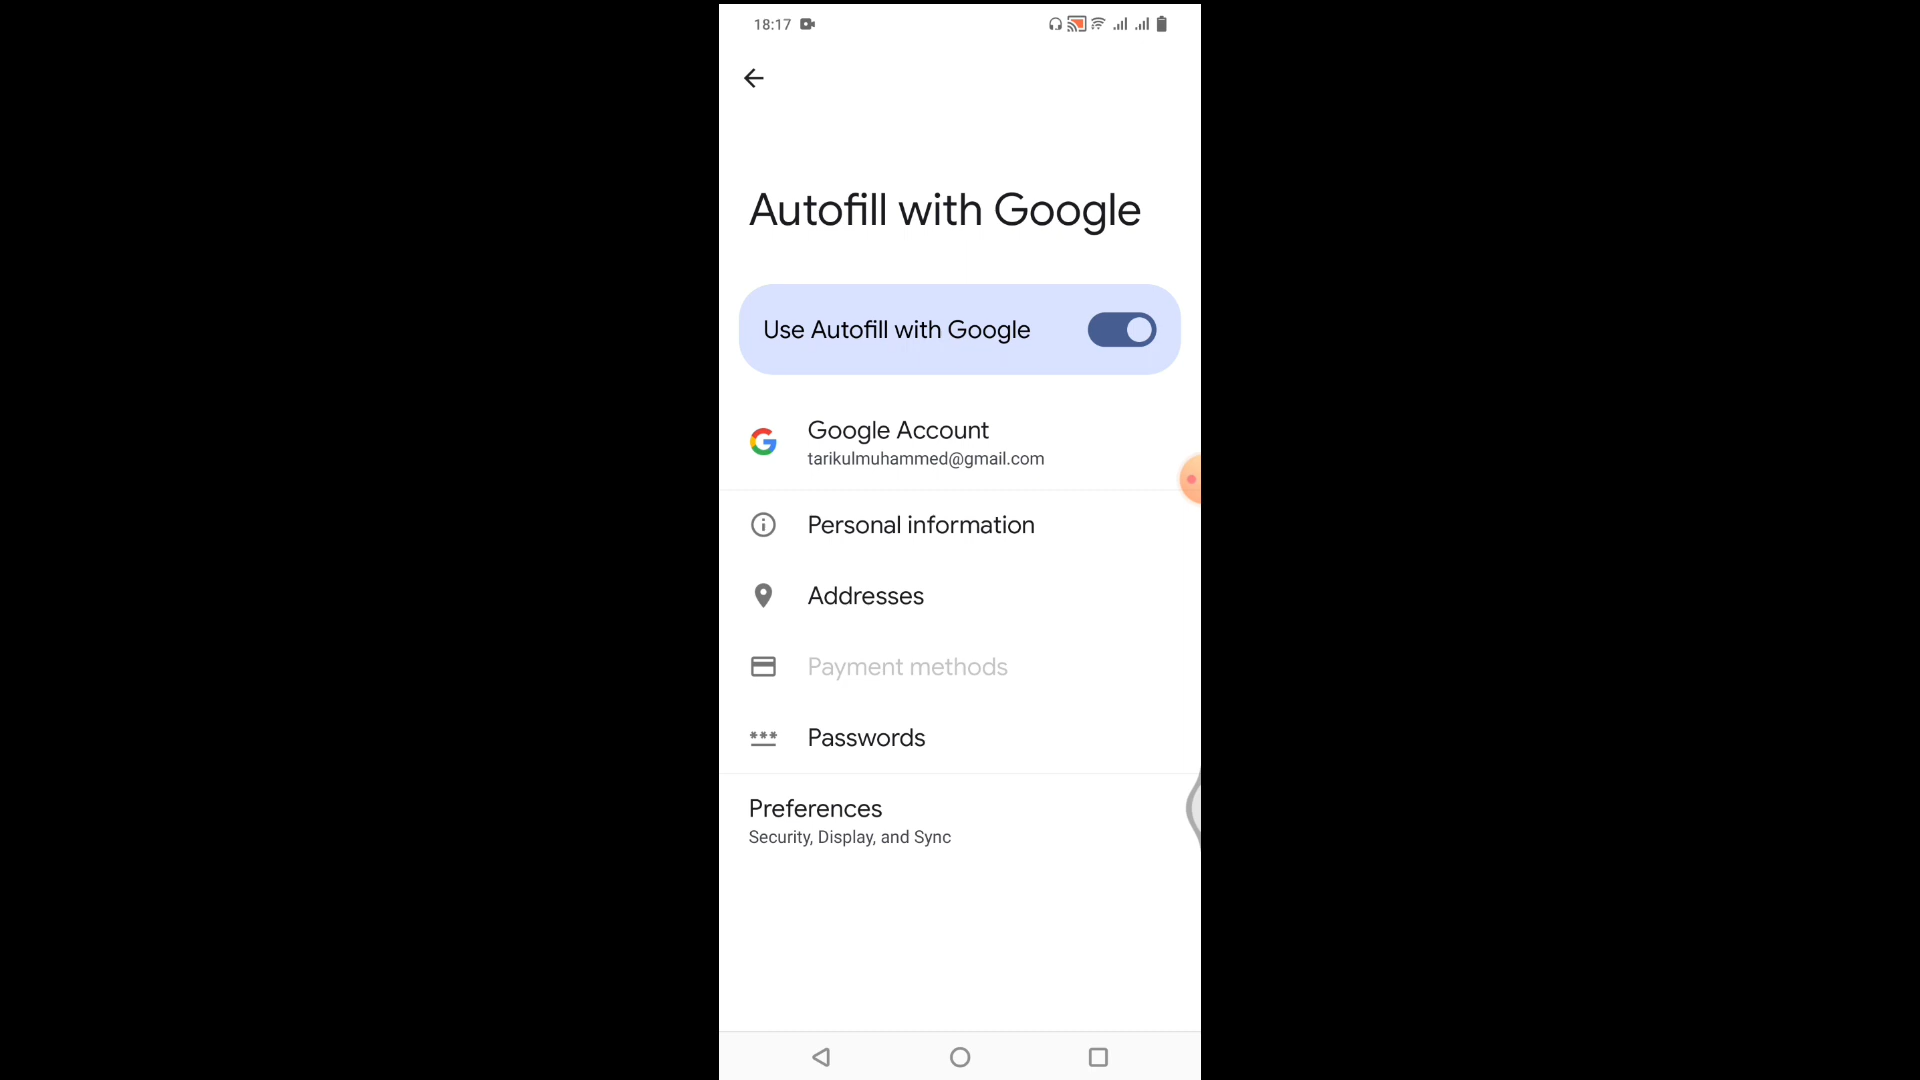 18:17
Autofill with Google
Use Autofill with Google
Google Account
tarikulmuhammed@gmail.com
Personal information
Addresses
Payment methods
Passwords
Preferences
Security, Display, and Sync